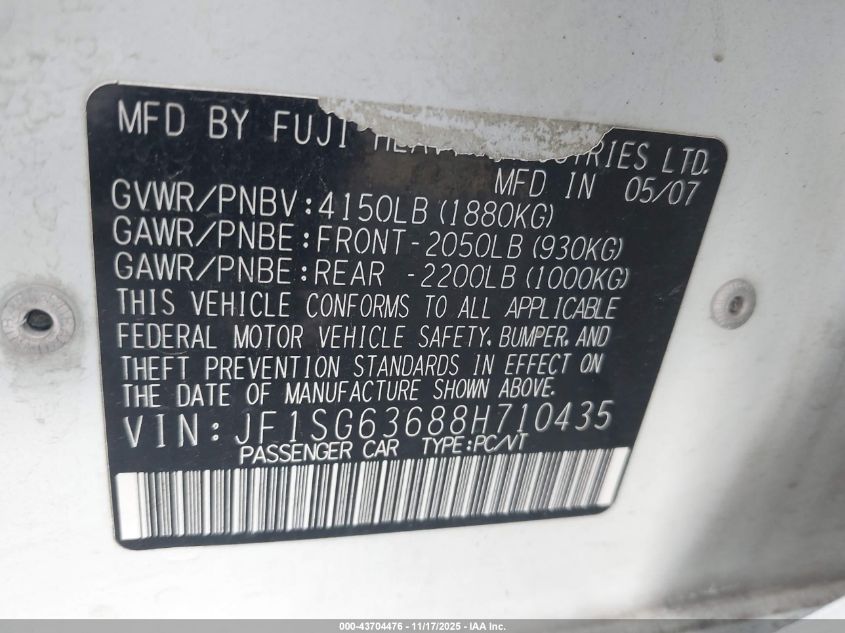 MFD BY FUJI HEAVY INDUSTRIES LTD.
MFD IN 05/07
GVWR/PNBV:4150LB (1880KG)
GAWR/PNBE:FRONT-2050LB (930KG)
GAWR/PNBE:REAR -2200LB (1000KG)
THIS VEHICLE CONFORMS TO ALL APPLICABLE
FEDERAL MOTOR VEHICLE SAFETY, BUMPER, AND
THEFT PREVENTION STANDARDS IN EFFECT ON
THE DATE OF MANUFACTURE SHOWN ABOVE.
VIN: JF1SG63688H710435
PASSENGER CAR TYPE:PC/VT
000-43704476 - 11/17/2025 - IAA Inc.